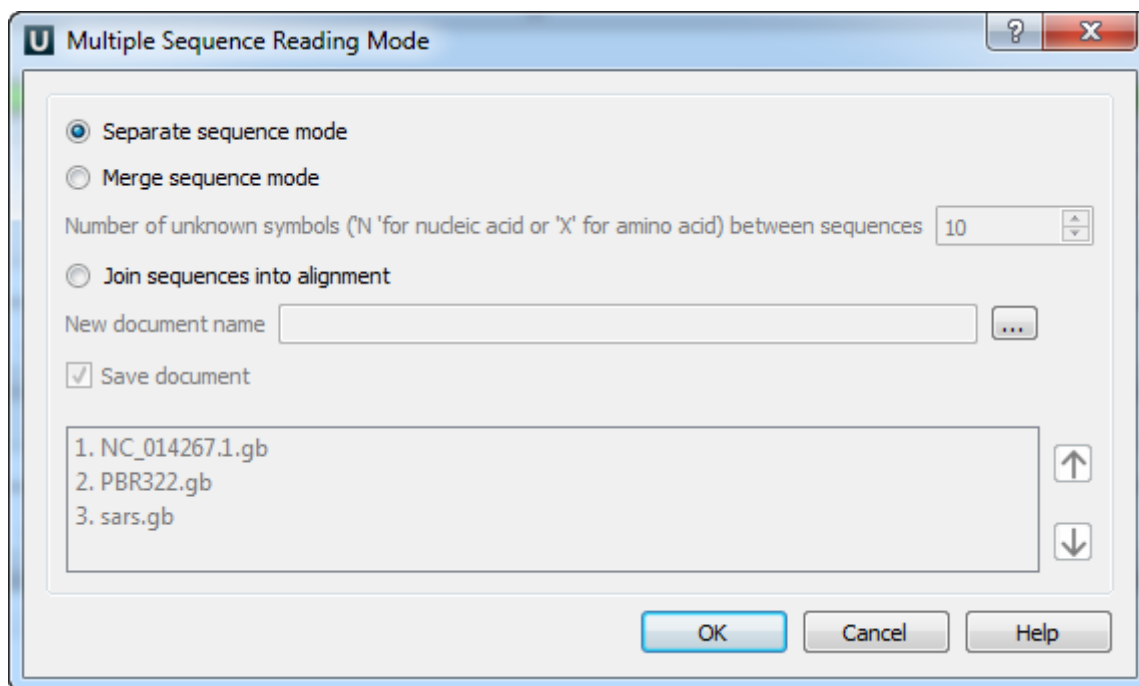 U Multiple Sequence Reading Mode ? X
Separate sequence mode
Merge sequence mode
Number of unknown symbols ('N 'for nucleic acid or 'X' for amino acid) between sequences 10
Join sequences into alignment
New document name ...
Save document
1. NC_014267.1.gb
2. PBR322.gb
3. sars.gb
OK Cancel Help